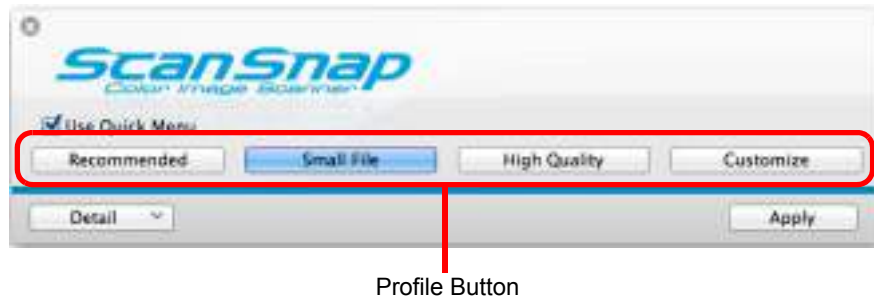 ScanSnap
Color Image Scanner
Use Quick Menu
Recommended Small File High Quality Customize
Detail Apply
Profile Button